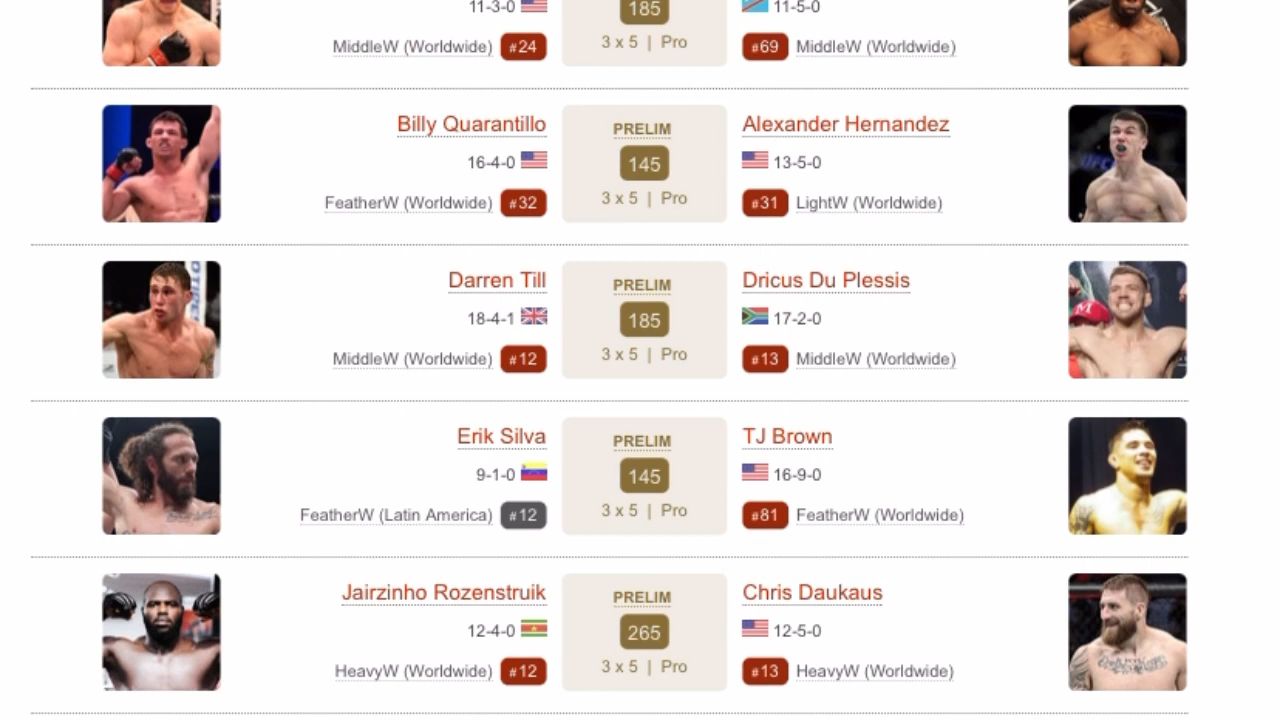 11-3-0 185 11-5-0
MiddleW (Worldwide) #24 3 x 5 | Pro #69 MiddleW (Worldwide)
Billy Quarantillo PRELIM Alexander Hernandez
16-4-0 145 13-5-0
FeatherW (Worldwide) #32 3 x 5 | Pro #31 LightW (Worldwide)
Darren Till PRELIM Dricus Du Plessis
18-4-1 185 17-2-0
MiddleW (Worldwide) #12 3 x 5 | Pro #13 MiddleW (Worldwide)
Erik Silva PRELIM TJ Brown
9-1-0 145 16-9-0
FeatherW (Latin America) #12 3 x 5 | Pro #81 FeatherW (Worldwide)
Jairzinho Rozenstruik PRELIM Chris Daukaus
12-4-0 265 12-5-0
HeavyW (Worldwide) #12 3 x 5 | Pro #13 HeavyW (Worldwide)